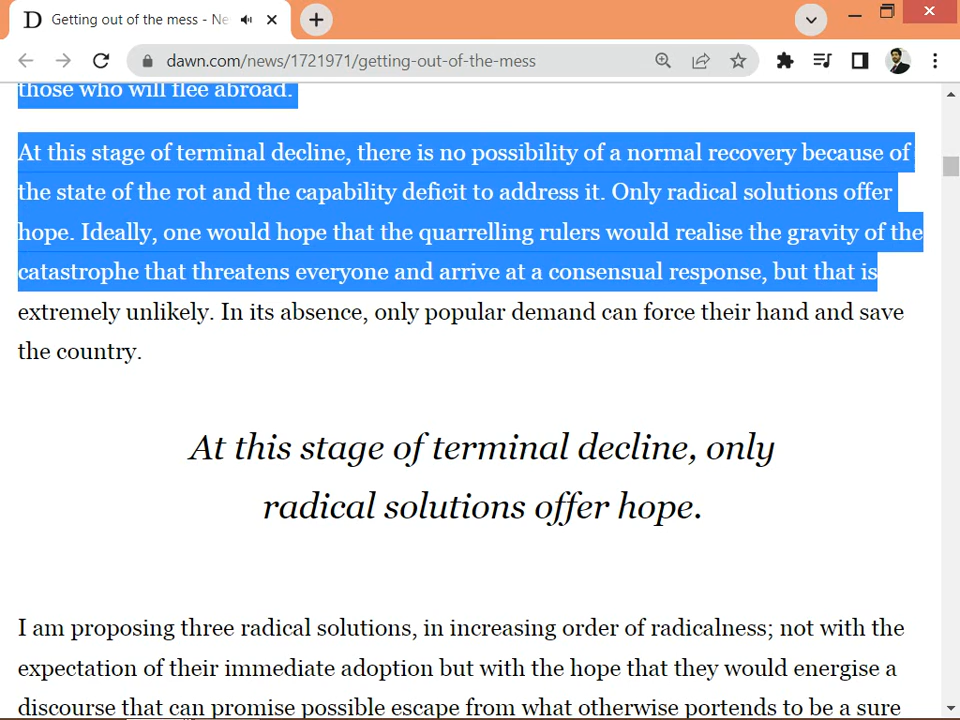 D Getting out of the mess - Ne
dawn.com/news/1721971/getting-out-of-the-mess
those who will flee abroad.
At this stage of terminal decline, there is no possibility of a normal recovery because of
the state of the rot and the capability deficit to address it. Only radical solutions offer
hope. Ideally, one would hope that the quarrelling rulers would realise the gravity of the
catastrophe that threatens everyone and arrive at a consensual response, but that is
extremely unlikely. In its absence, only popular demand can force their hand and save
the country.
At this stage of terminal decline, only
radical solutions offer hope.
I am proposing three radical solutions, in increasing order of radicalness; not with the
expectation of their immediate adoption but with the hope that they would energise a
discourse that can promise possible escape from what otherwise portends to be a sure